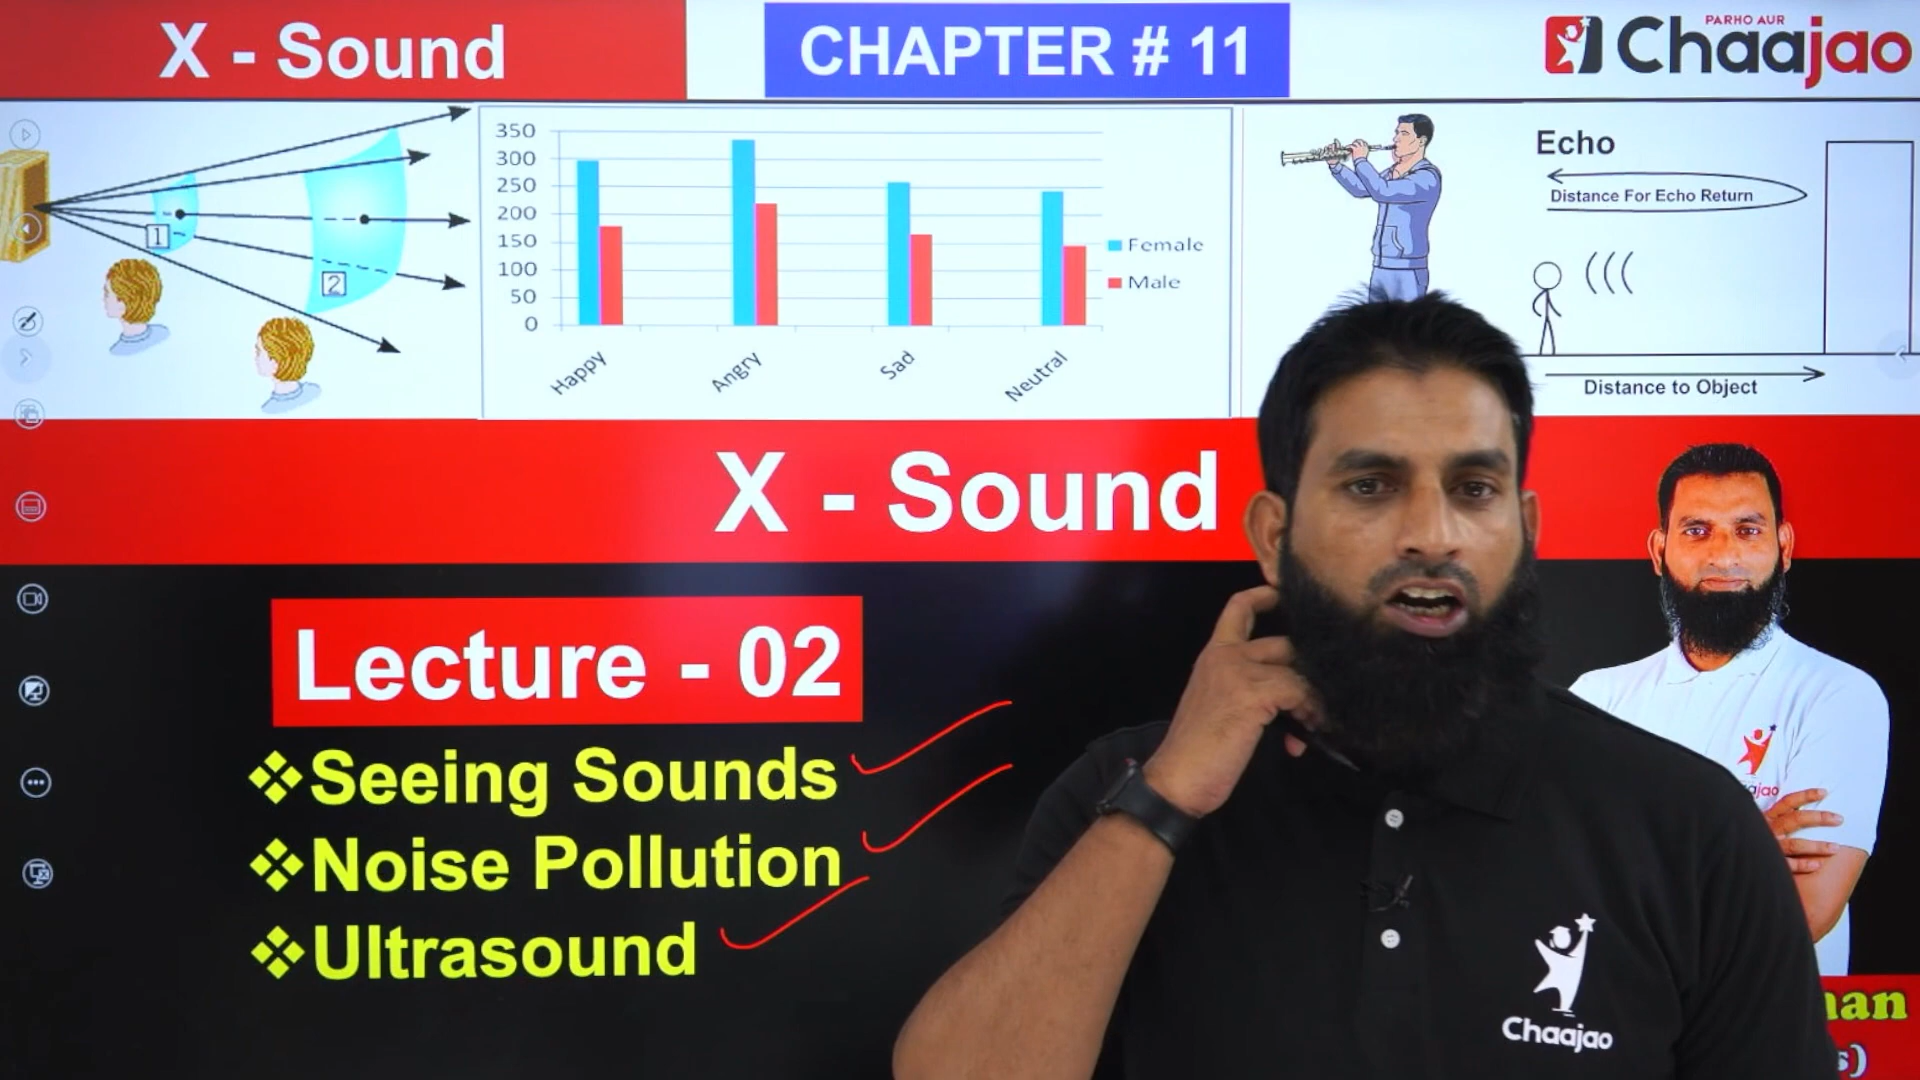 X - Sound
CHAPTER # 11
PARHO AUR
Chaajao
1
2
350
300
250
200
150
100
50
0
Happy
Angry
Sad
Neutral
Female
Male
Echo
Distance For Echo Return
Distance to Object
X - Sound
Lecture - 02
❖Seeing Sounds
❖Noise Pollution
❖Ultrasound
Chaajao